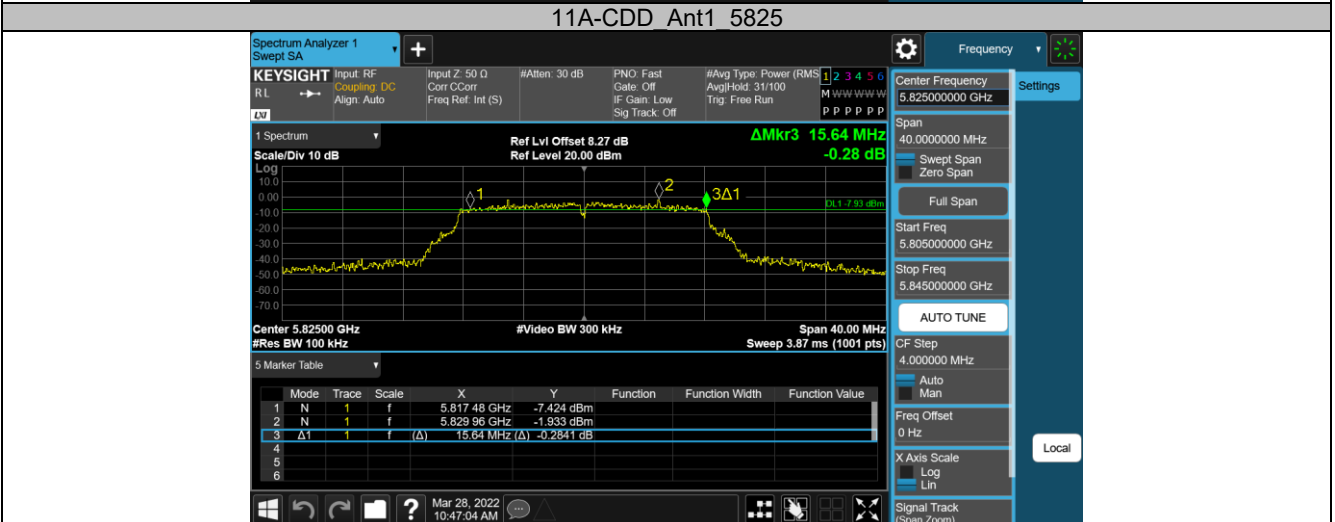 11A-CDD_Ant1_5825
Spectrum Analyzer 1
Swept SA
+
Frequency
KEYSIGHT
RL
LXI
Input: RF
Coupling: DC
Align: Auto
Input Z: 50 Ω
Corr CCorr
Freq Ref: Int (S)
#Atten: 30 dB
PNO: Fast
Gate: Off
IF Gain: Low
Sig Track: Off
#Avg Type: Power (RMS
Avg|Hold: 31/100
Trig: Free Run
1 2 3 4 5 6
M W W W W W
P P P P P P
1 Spectrum
Scale/Div 10 dB
Ref Lvl Offset 8.27 dB
Ref Level 20.00 dBm
ΔMkr3 15.64 MHz
-0.28 dB
Log
10.0
0.00
-10.0
-20.0
-30.0
-40.0
-50.0
-60.0
-70.0
1
2
3Δ1
DL1 -7.93 dBm
Center 5.82500 GHz
#Res BW 100 kHz
#Video BW 300 kHz
Span 40.00 MHz
Sweep 3.87 ms (1001 pts)
5 Marker Table
Mode Trace Scale X Y Function Function Width Function Value
1 N 1 f 5.817 48 GHz -7.424 dBm
2 N 1 f 5.829 96 GHz -1.933 dBm
3 Δ1 1 f (Δ) 15.64 MHz (Δ) -0.2841 dB
4
5
6
?
Mar 28, 2022
10:47:04 AM
Center Frequency
5.825000000 GHz
Span
40.0000000 MHz
Swept Span
Zero Span
Full Span
Start Freq
5.805000000 GHz
Stop Freq
5.845000000 GHz
AUTO TUNE
CF Step
4.000000 MHz
Auto
Man
Freq Offset
0 Hz
X Axis Scale
Log
Lin
Signal Track
(Span Zoom)
Settings
Local